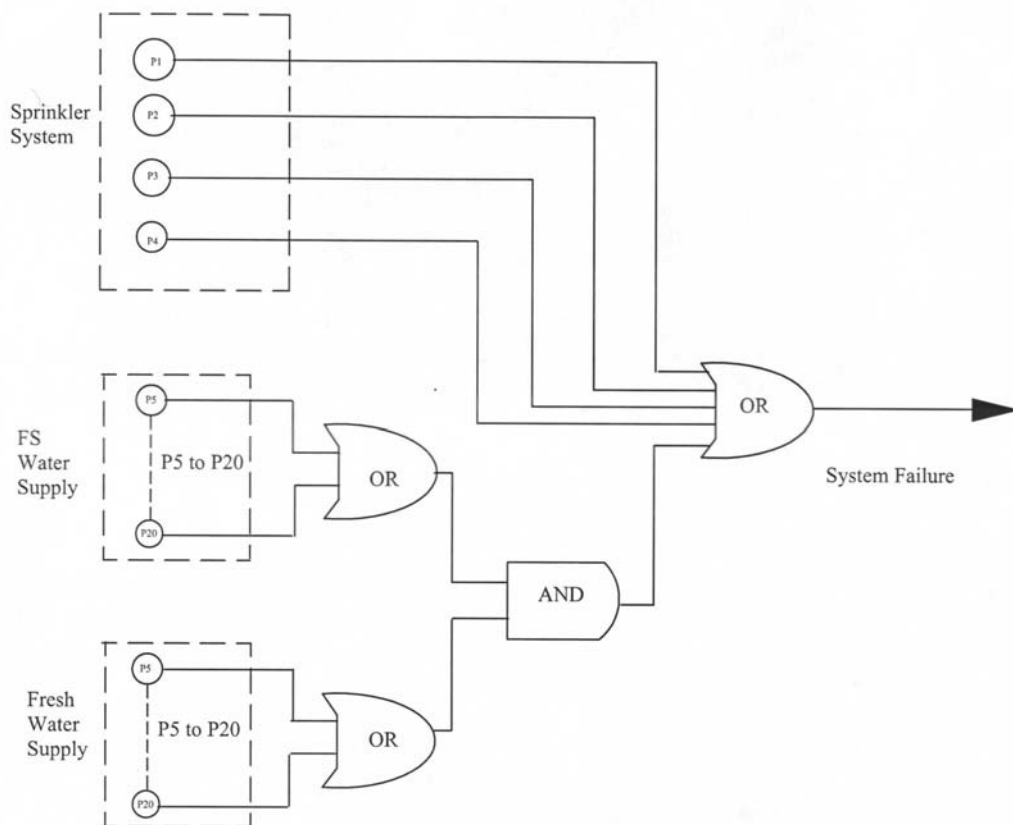 P1
Sprinkler
System
P2
P3
P4
OR
System Failure
FS
Water
Supply
P5
P5 to P20
P20
OR
AND
Fresh
Water
Supply
P5
P5 to P20
P20
OR